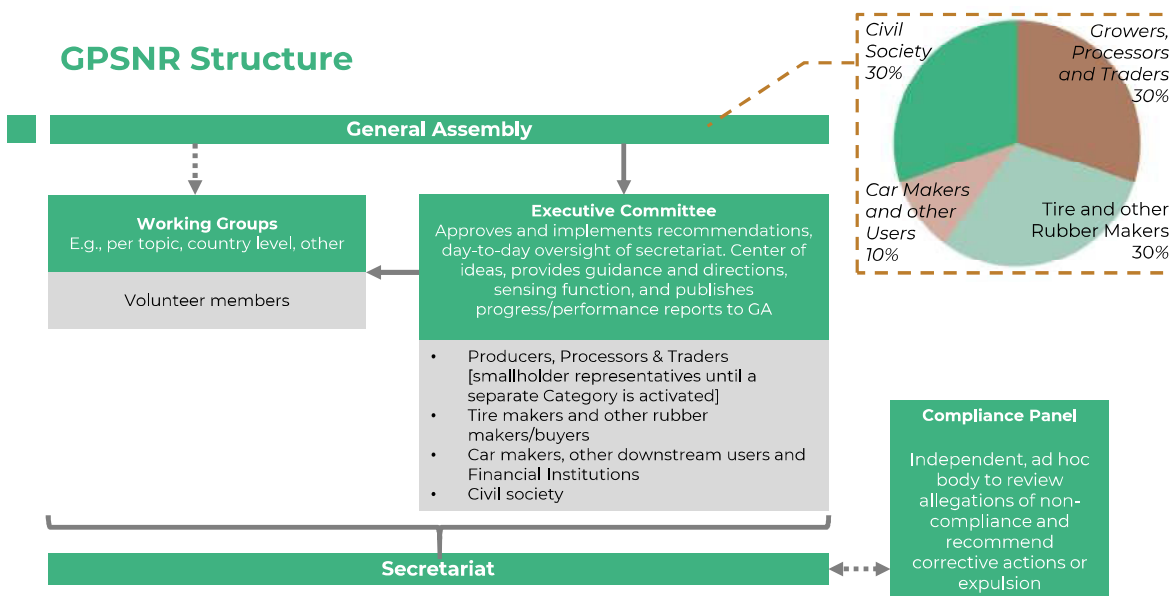 GPSNR Structure
Civil
Society
30%
Growers,
Processors
and Traders
30%
Car Makers
and other
Users
10%
Tire and other
Rubber Makers
30%
General Assembly
Working Groups
E.g., per topic, country level, other
Volunteer members
Executive Committee
Approves and implements recommendations,
day-to-day oversight of secretariat. Center
of ideas, provides guidance and directions,
sensing function, and publishes
progress/performance reports to GA
• Producers, Processors & Traders
[smallholder representatives until a
separate Category is activated]
• Tire makers and other rubber
makers/buyers
• Car makers, other downstream users and
Financial Institutions
• Civil society
Compliance Panel
Independent, ad hoc
body to review
allegations of non-
compliance and
recommend
corrective actions or
expulsion
Secretariat